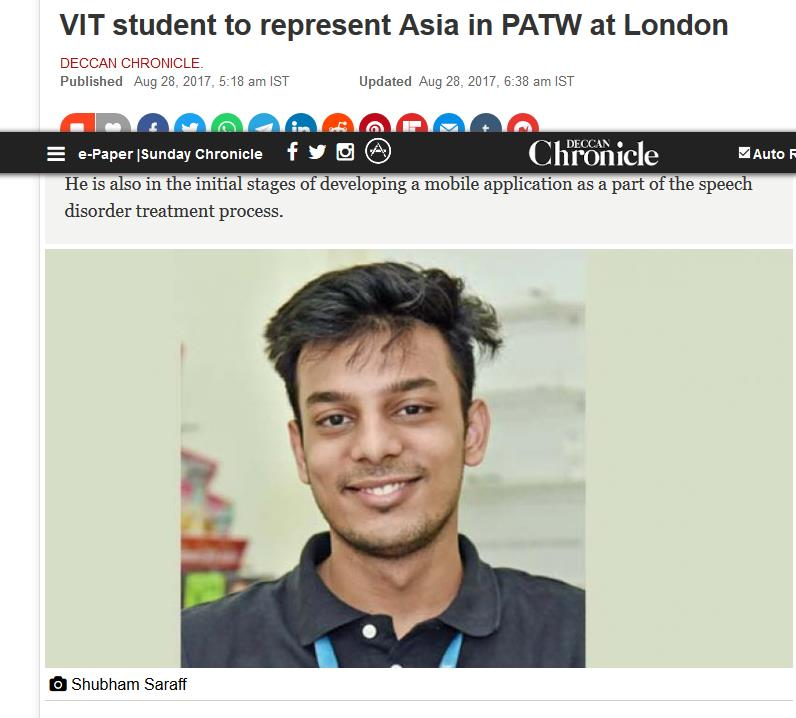 VIT student to represent Asia in PATW at London
DECCAN CHRONICLE.
Published Aug 28, 2017, 5:18 am IST Updated Aug 28, 2017, 6:38 am IST
e-Paper |Sunday Chronicle DECCAN Chronicle Auto R
He is also in the initial stages of developing a mobile application as a part of the speech
disorder treatment process.
Shubham Saraff